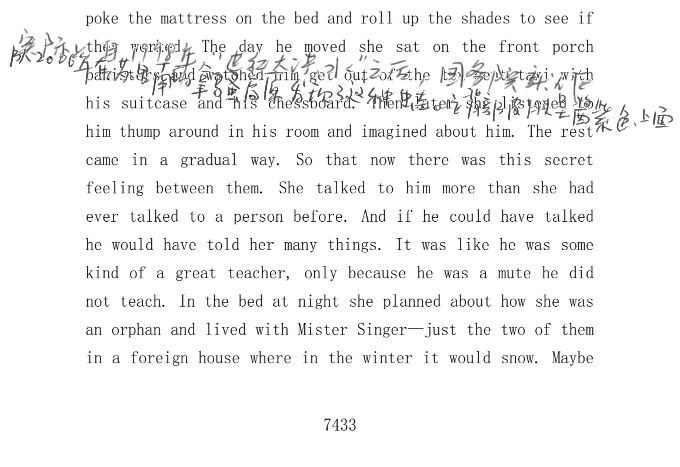 poke the mattress on the bed and roll up the shades to see if
they worked. The day he moved she sat on the front porch
banisters and watched him get out of the ten-cent taxi with
his suitcase and his chessboard. Then later she listened to
him thump around in his room and imagined about him. The rest
came in a gradual way. So that now there was this secret
feeling between them. She talked to him more than she had
ever talked to a person before. And if he could have talked
he would have told her many things. It was like he was some
kind of a great teacher, only because he was a mute he did
not teach. In the bed at night she planned about how she was
an orphan and lived with Mister Singer—just the two of them
in a foreign house where in the winter it would snow. Maybe
7433